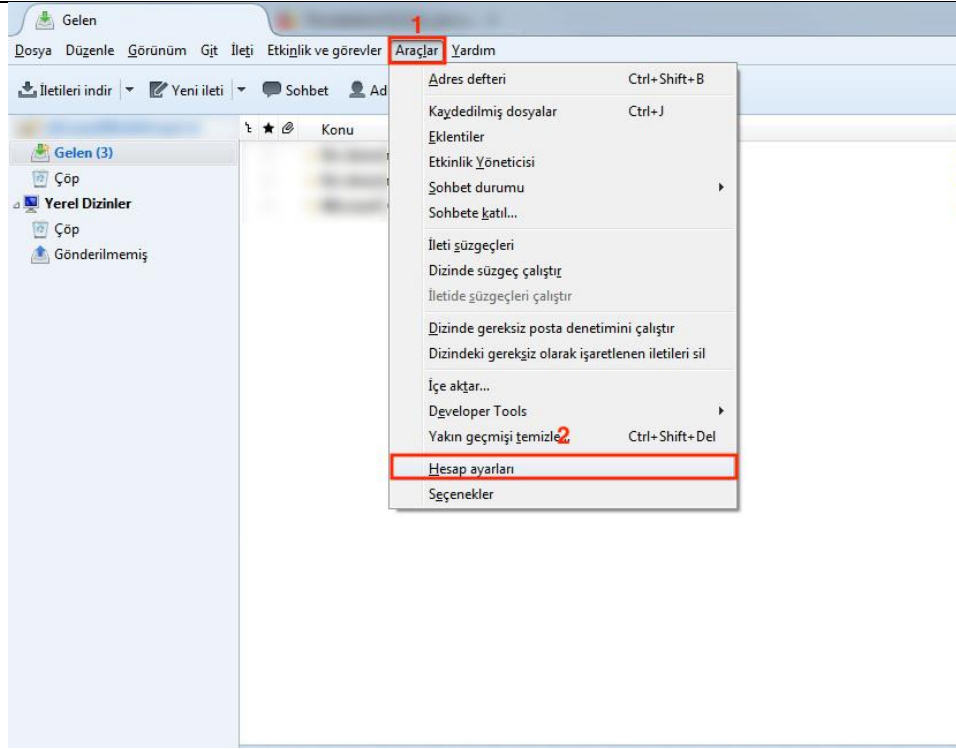 Gelen
1
Dosya Düzenle Görünüm Git İleti Etkinlik ve görevler Araçlar Yardım
İletileri indir Yeni ileti Sohbet Ad
Konu
Gelen (3)
Çöp
Yerel Dizinler
Çöp
Gönderilmemiş
Adres defteri Ctrl+Shift+B
Kaydedilmiş dosyalar Ctrl+J
Eklentiler
Etkinlik Yöneticisi
Sohbet durumu
Sohbete katıl...
İleti süzgeçleri
Dizinde süzgeç çalıştır
İletide süzgeçleri çalıştır
Dizinde gereksiz posta denetimini çalıştır
Dizindeki gereksiz olarak işaretlenen iletileri sil
İçe aktar...
Developer Tools
Yakın geçmişi temizle... Ctrl+Shift+Del
2
Hesap ayarları
Seçenekler